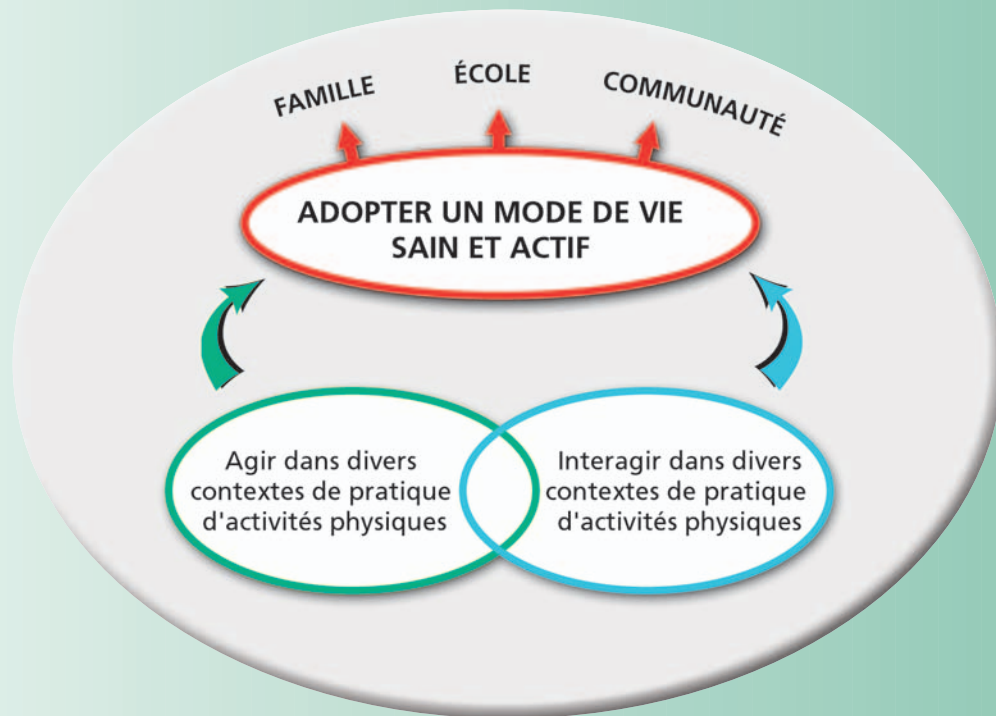 FAMILLE
ÉCOLE
COMMUNAUTÉ
ADOPTER UN MODE DE VIE
SAIN ET ACTIF
Agir dans divers
contextes de pratique
d'activités physiques
Interagir dans divers
contextes de pratique
d'activités physiques